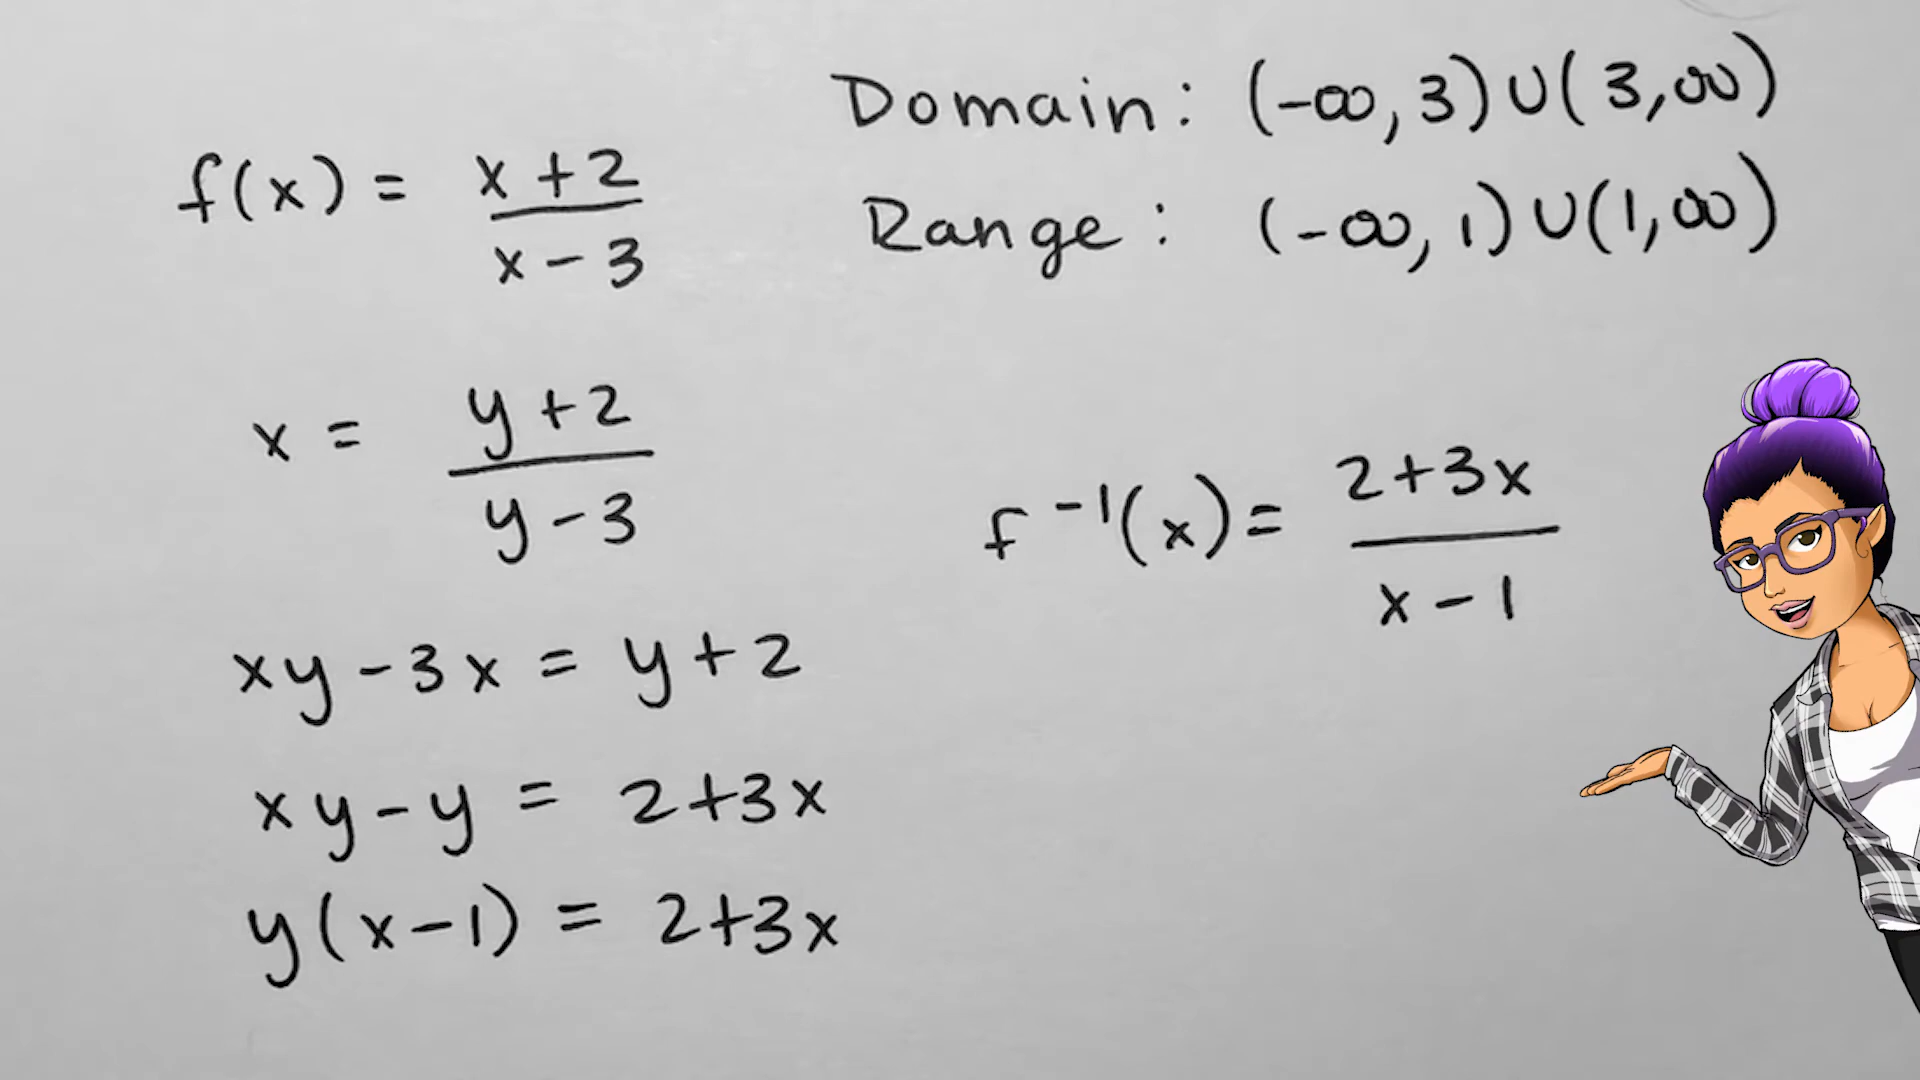 Domain: (-∞, 3) ∪ (3, ∞)
Range: (-∞, 1) ∪ (1, ∞)
f(x) = x+2 / x-3
x = y+2 / y-3
xy - 3x = y+2
xy - y = 2+3x
y(x-1) = 2+3x
f⁻¹(x) = 2+3x / x-1